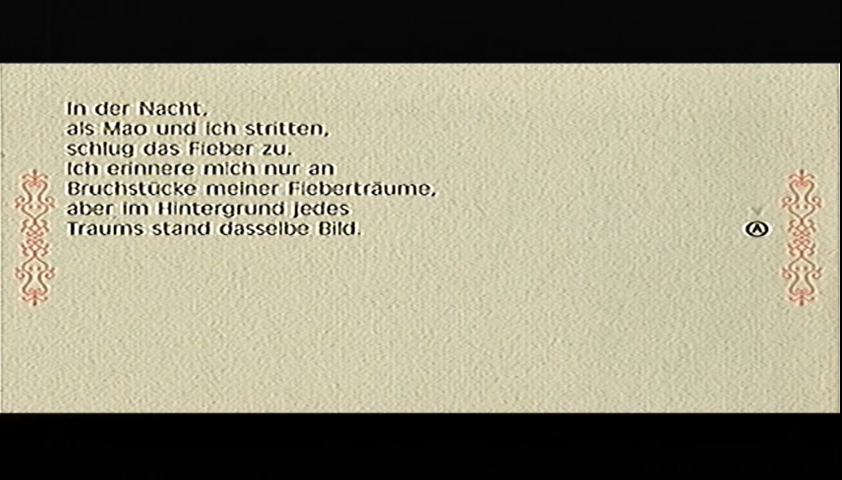 In der Nacht,
als Mao und ich stritten,
schlug das Fieber zu.
Ich erinnere mich nur an
Bruchstücke meiner Fieberträume,
aber im Hintergrund jedes
Traums stand dasselbe Bild.
A